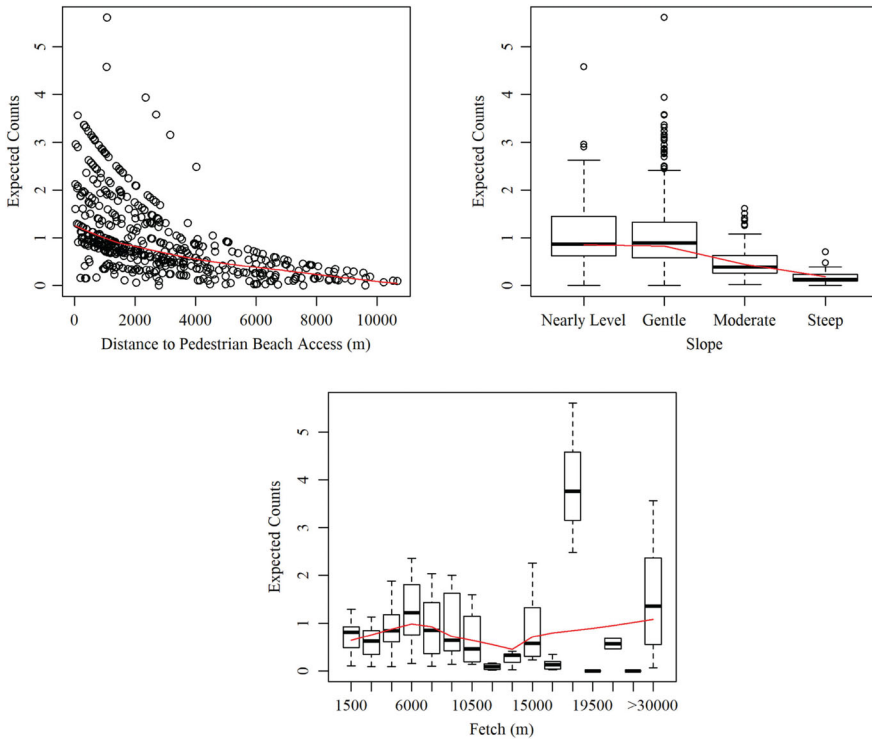 Expected Counts
5
4
3
2
1
0
0 2000 4000 6000 8000 10000
Distance to Pedestrian Beach Access (m)
Expected Counts
5
4
3
2
1
0
Nearly Level Gentle Moderate Steep
Slope
Expected Counts
5
4
3
2
1
0
1500 6000 10500 15000 19500 >30000
Fetch (m)